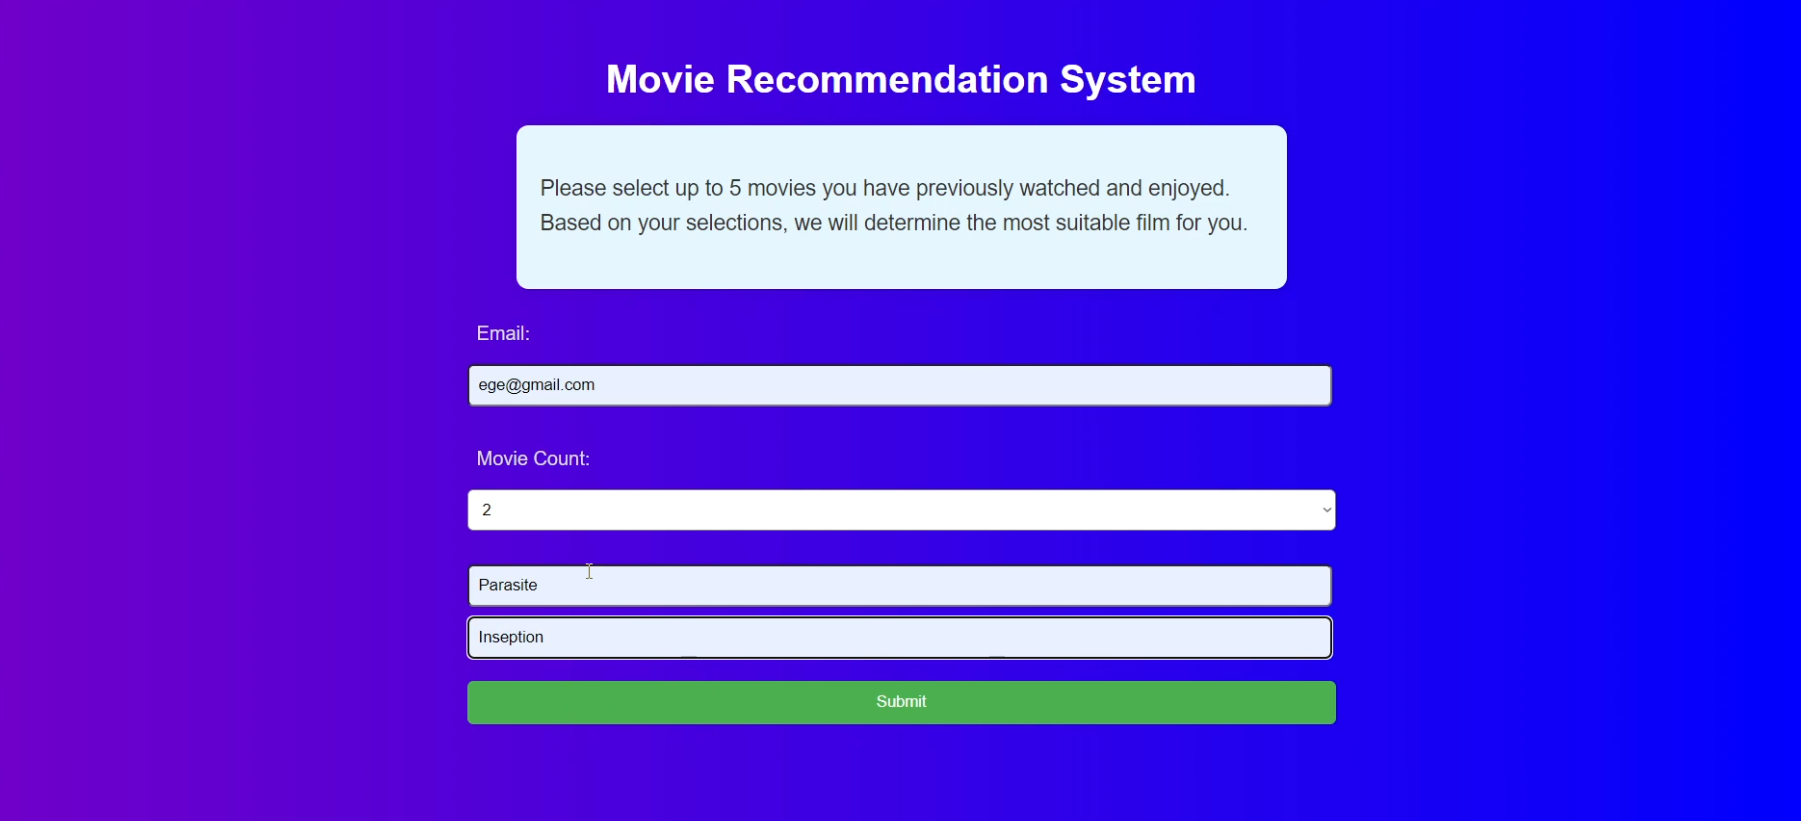 Movie Recommendation System
Please select up to 5 movies you have previously watched and enjoyed.
Based on your selections, we will determine the most suitable film for you.
Email:
ege@gmail.com
Movie Count:
2
Parasite
Inseption
Submit